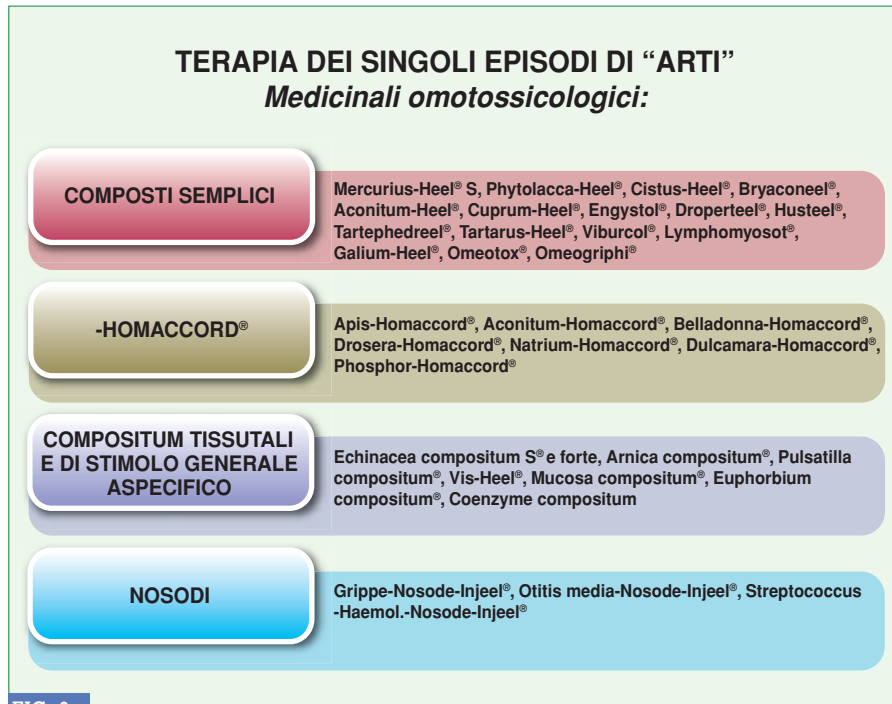 TERAPIA DEI SINGOLI EPISODI DI “ARTI”
Medicinali omotossicologici:
COMPOSTI SEMPLICI
Mercurius-Heel® S, Phytolacca-Heel®, Cistus-Heel®, Bryaconeel®,
Aconitum-Heel®, Cuprum-Heel®, Engystol®, Droperteel®, Husteel®,
Tartephedreel®, Tartarus-Heel®, Viburcol®, Lymphomyosot®,
Galium-Heel®, Omeotox®, Omeogriphi®
-HOMACCORD®
Apis-Homaccord®, Aconitum-Homaccord®, Belladonna-Homaccord®,
Drosera-Homaccord®, Natrium-Homaccord®, Dulcamara-Homaccord®,
Phosphor-Homaccord®
COMPOSITUM TISSUTALI
E DI STIMOLO GENERALE
ASPECIFICO
Echinacea compositum S® e forte, Arnica compositum®, Pulsatilla
compositum®, Vis-Heel®, Mucosa compositum®, Euphorbium
compositum®, Coenzyme compositum
NOSODI
Grippe-Nosode-Injeel®, Otitis media-Nosode-Injeel®, Streptococcus
-Haemol.-Nosode-Injeel®